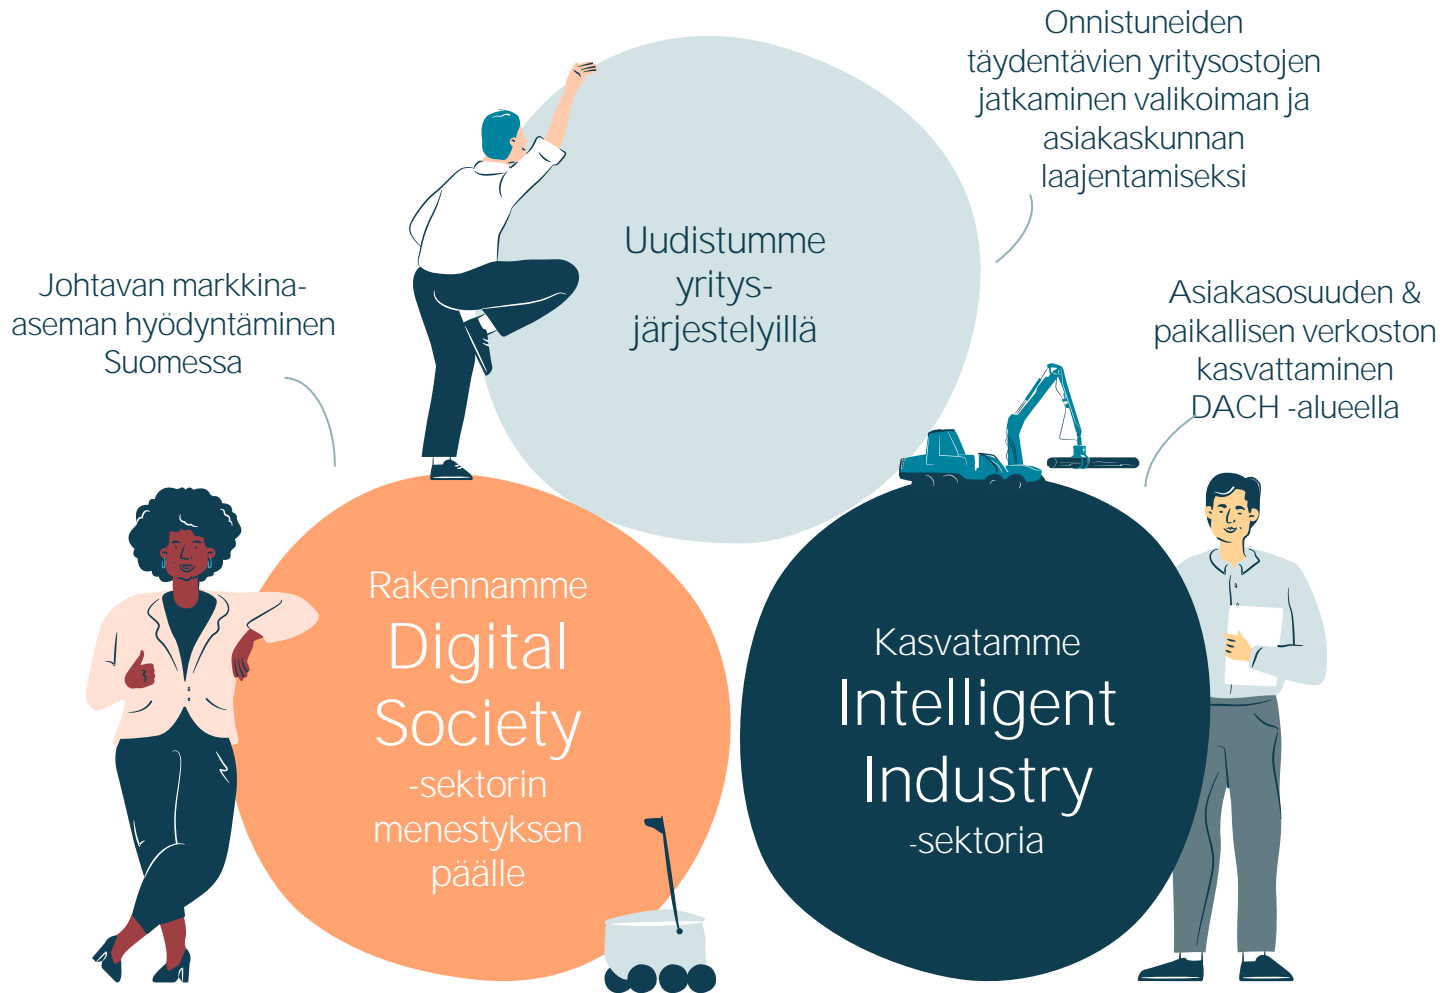 Onnistuneiden
täydentävien yritysostojen
jatkaminen valikoiman ja
asiakaskunnan
laajentamiseksi
Uudistumme
yritys-
järjestelyillä
Johtavan markkina-
aseman hyödyntäminen
Suomessa
Asiakasosuuden &
paikallisen verkoston
kasvattaminen
DACH -alueella
Rakennamme
Digital
Society
-sektorin
menestyksen
päälle
Kasvatamme
Intelligent
Industry
-sektoria